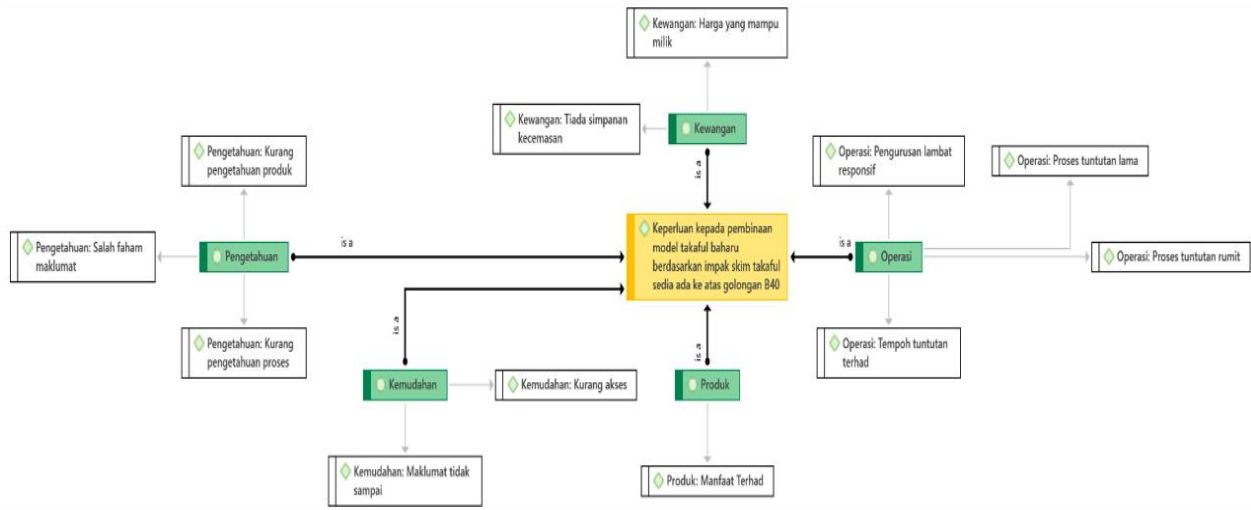 Kewangan: Harga yang mampu
milik
Kewangan: Tiada simpanan
kecemasan
Kewangan
is a
Pengetahuan: Kurang
pengetahuan produk
Operasi: Pengurusan lambat
responsif
Operasi: Proses tuntutan lama
Pengetahuan: Salah faham
maklumat
Pengetahuan
is a
Keperluan kepada pembinaan
model takaful baharu
berdasarkan impak skim takaful
sedia ada ke atas golongan B40
is a
Operasi
Operasi: Proses tuntutan rumit
Pengetahuan: Kurang
pengetahuan proses
is a
is a
Operasi: Tempoh tuntutan
terhad
Kemudahan
Kemudahan: Kurang akses
Produk
Kemudahan: Maklumat tidak
sampai
Produk: Manfaat Terhad